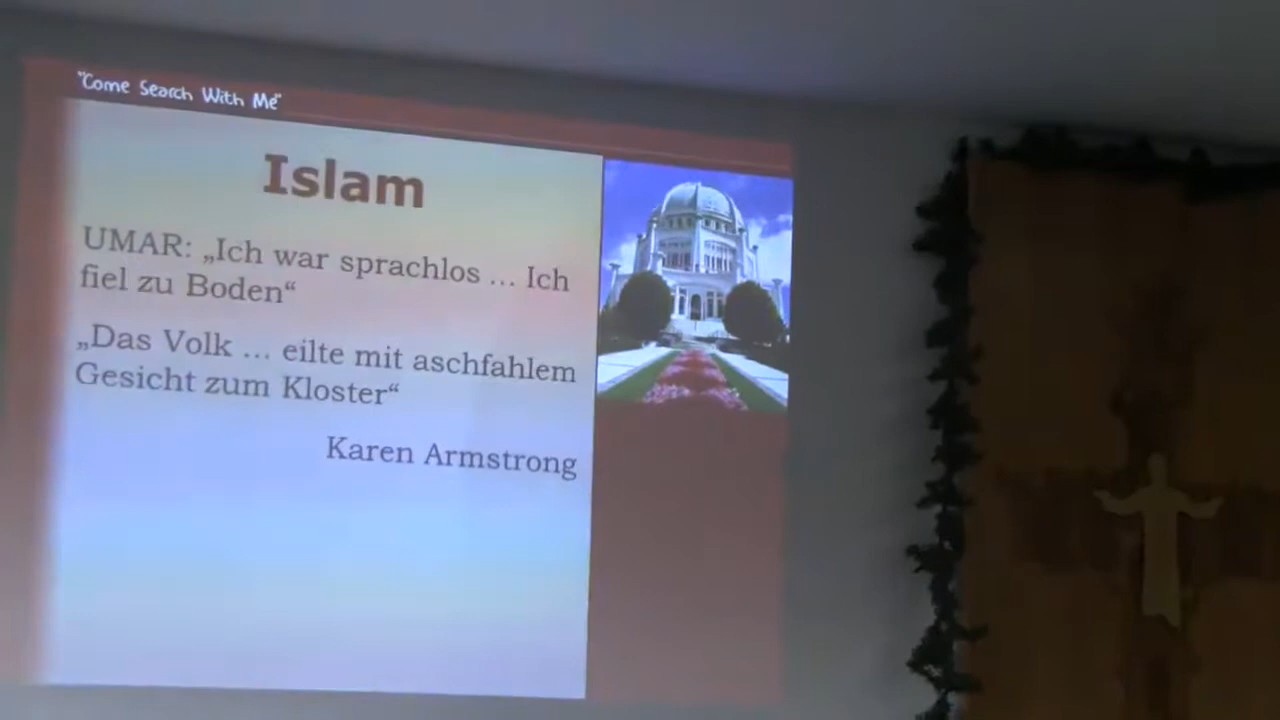 "Come Search With Me"
Islam
UMAR: „Ich war sprachlos ... Ich
fiel zu Boden“
„Das Volk ... eilte mit aschfahlem
Gesicht zum Kloster“
Karen Armstrong